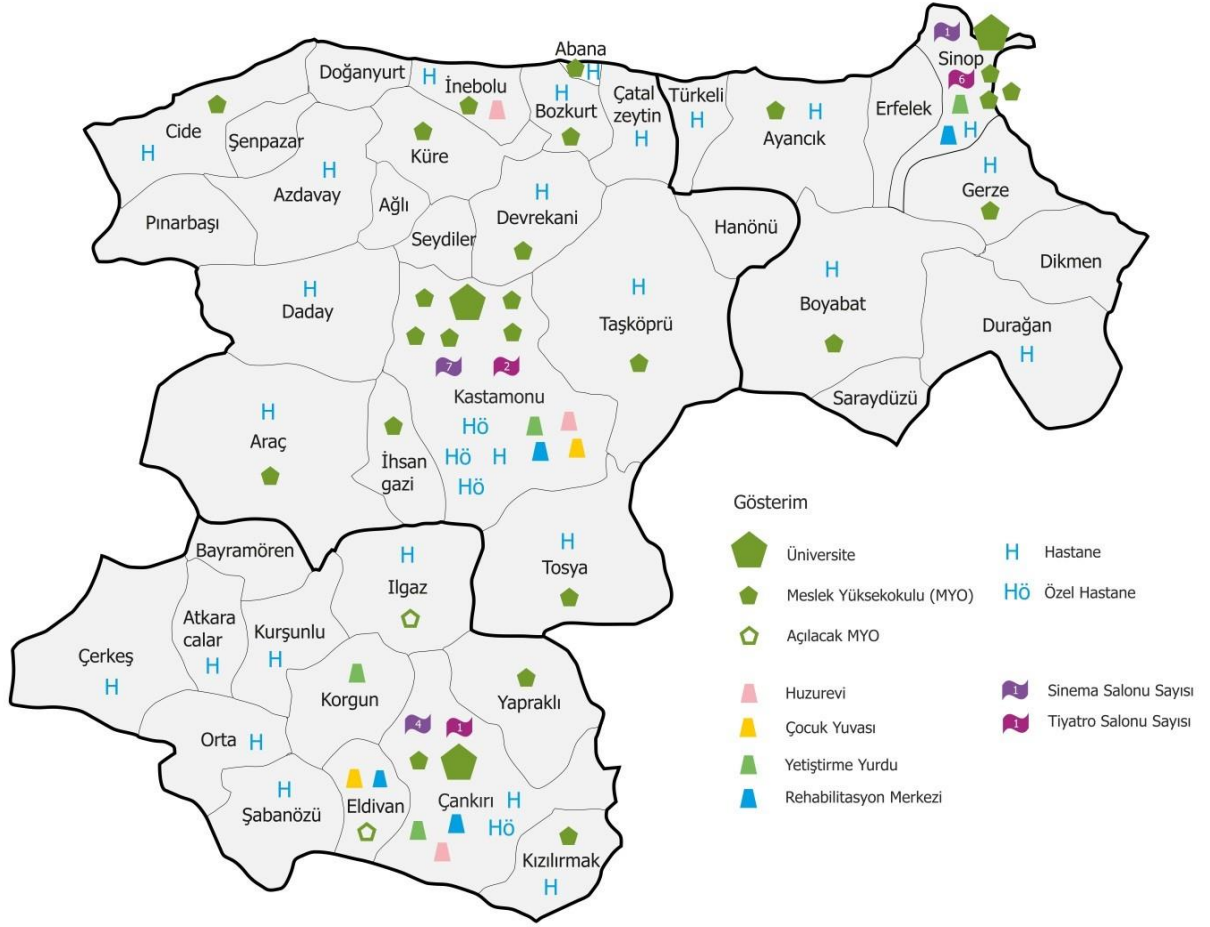 Abana
1
Sinop
6
H
Doğanyurt
H
İnebolu
H
Bozkurt
H
Çatal
zeytin
H
Türkeli
H
Ayancık
H
Erfelek
H
Gerze
Cide
H
Şenpazar
Azdavay
H
Küre
Ağlı
Pınarbaşı
Seydiler
H
Devrekani
Hanönü
Dikmen
H
Daday
H
Taşköprü
H
Boyabat
Durağan
H
Saraydüzü
7
2
Kastamonu
Hö
Hö
H
Hö
H
Araç
İhsan
gazi
H
Tosya
Bayramören
H
Ilgaz
Çerkeş
H
Atkara
calar
H
Kurşunlu
H
Korgun
Yapraklı
Orta
H
H
Şabanözü
Eldivan
4
1
Çankırı
H
Hö
Kızılırmak
H
Gösterim
Üniversite
Meslek Yüksekokulu (MYO)
Açılacak MYO
Huzurevi
Çocuk Yuvası
Yetiştirme Yurdu
Rehabilitasyon Merkezi
H Hastane
Hö Özel Hastane
1 Sinema Salonu Sayısı
1 Tiyatro Salonu Sayısı